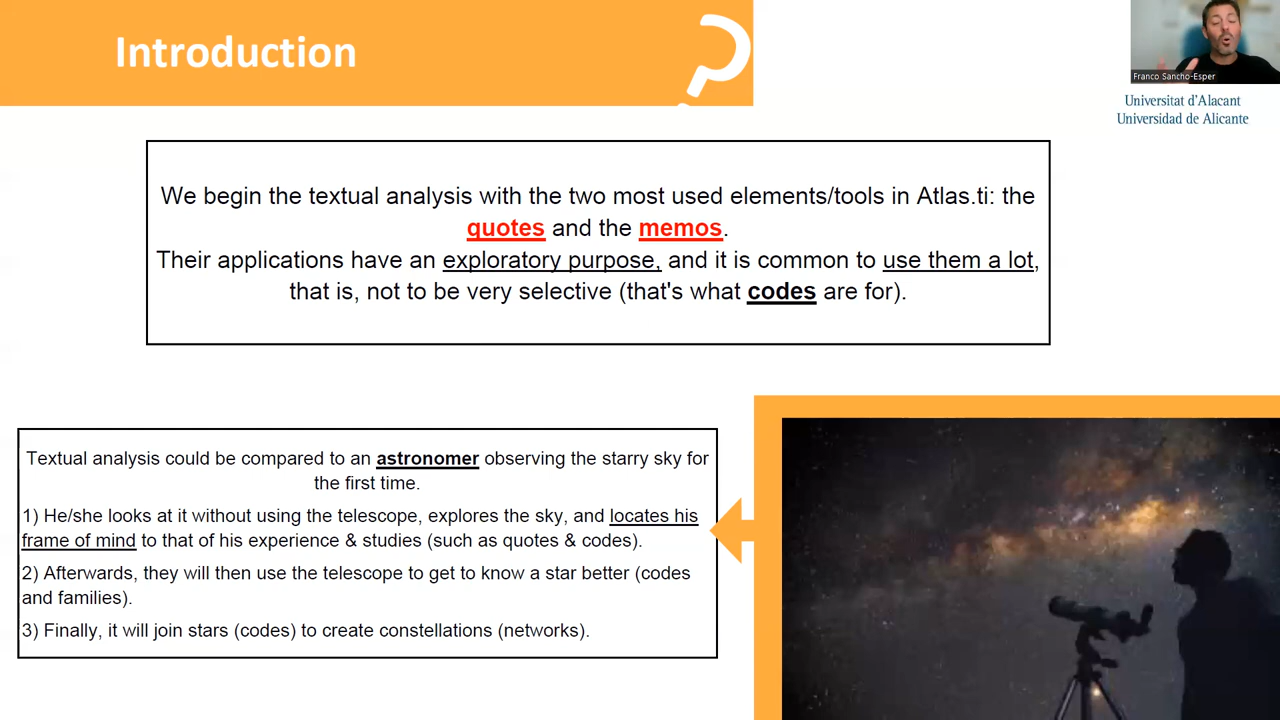 Introduction
Franco Sancho-Esper
Universitat d'Alacant
Universidad de Alicante
We begin the textual analysis with the two most used elements/tools in Atlas.ti: the
quotes and the memos.
Their applications have an exploratory purpose, and it is common to use them a lot,
that is, not to be very selective (that's what codes are for).
Textual analysis could be compared to an astronomer observing the starry sky for
the first time.
1) He/she looks at it without using the telescope, explores the sky, and locates his
frame of mind to that of his experience & studies (such as quotes & codes).
2) Afterwards, they will then use the telescope to get to know a star better (codes
and families).
3) Finally, it will join stars (codes) to create constellations (networks).